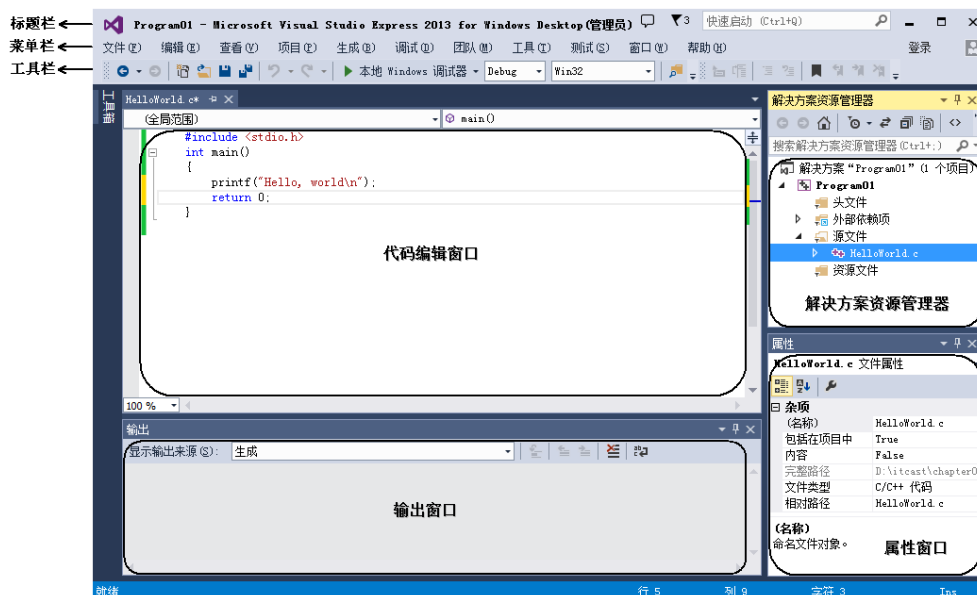 标题栏
Program01 - Microsoft Visual Studio Express 2013 for Windows Desktop(管理员) 3 快速启动 (Ctrl+Q)
菜单栏
文件(F) 编辑(E) 查看(V) 项目(P) 生成(B) 调试(D) 团队(M) 工具(T) 测试(S) 窗口(W) 帮助(H) 登录
工具栏
本地 Windows 调试器 Debug Win32
工具箱
HelloWorld.c*
(全局范围) main()
#include <stdio.h>
int main()
{
printf("Hello, world\n");
return 0;
}
代码编辑窗口
100 %
解决方案资源管理器
搜索解决方案资源管理器(Ctrl+;)
解决方案“Program01”(1 个项目)
Program01
头文件
外部依赖项
源文件
HelloWorld.c
资源文件
解决方案资源管理器
输出
显示输出来源(S): 生成
输出窗口
属性
HelloWorld.c 文件属性
杂项
(名称) HelloWorld.c
包括在项目中 True
内容 False
完整路径 D:\itcast\chapter0
文件类型 C/C++ 代码
相对路径 HelloWorld.c
(名称)
命名文件对象。
属性窗口
就绪 行 5 列 9 字符 3 Ins